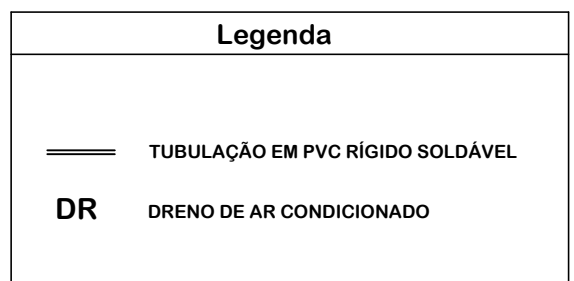 Legenda
TUBULAÇÃO EM PVC RÍGIDO SOLDÁVEL
DR DRENO DE AR CONDICIONADO